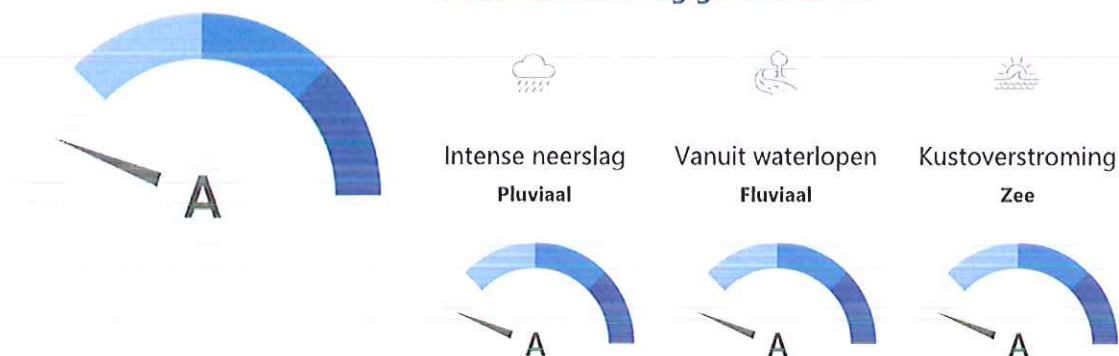 A
Intense neerslag
Pluviaal
A
Vanuit waterlopen
Fluviaal
A
Kustoverstroming
Zee
A